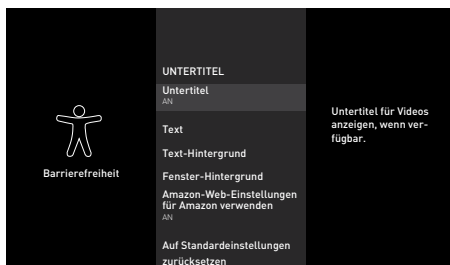 UNTERTITEL
Untertitel
AN
Text
Text-Hintergrund
Fenster-Hintergrund
Amazon-Web-Einstellungen
für Amazon verwenden
AN
Auf Standardeinstellungen
zurücksetzen
Barrierefreiheit
Untertitel für Videos
anzeigen, wenn ver-
fügbar.